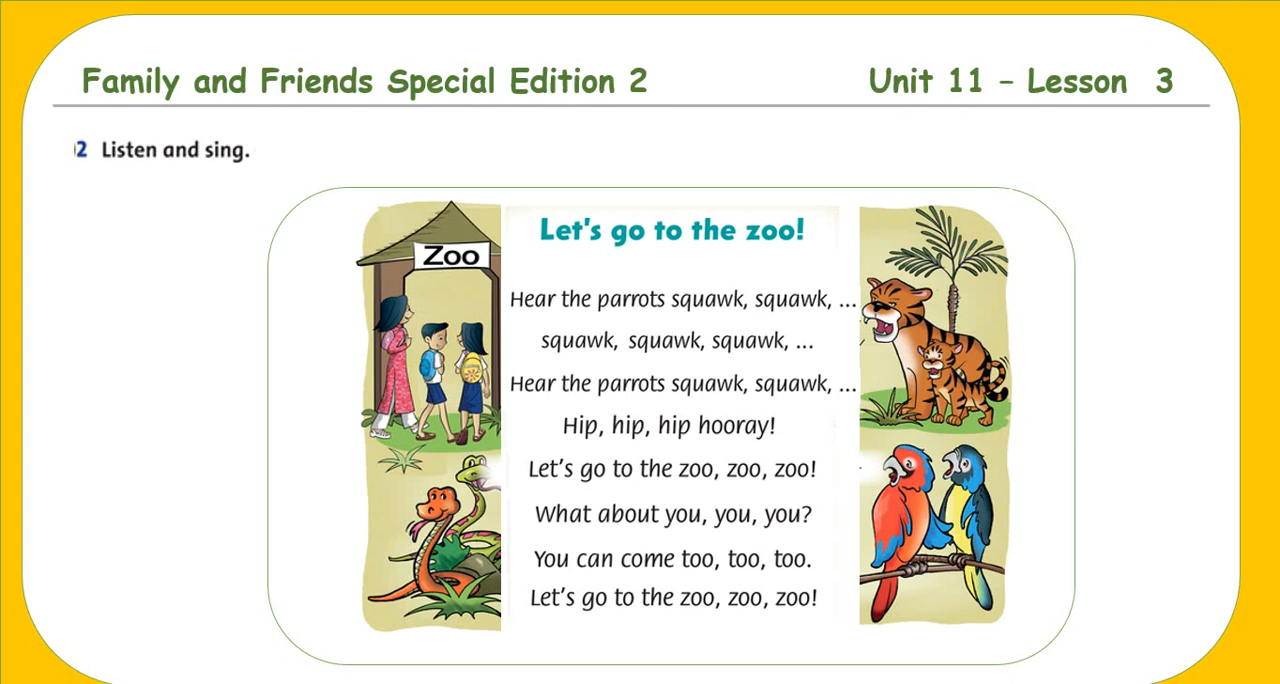 Family and Friends Special Edition 2 Unit 11 – Lesson 3
2 Listen and sing.
Zoo
Let's go to the zoo!
Hear the parrots squawk, squawk, ...
squawk, squawk, squawk, ...
Hear the parrots squawk, squawk, ...
Hip, hip, hip hooray!
Let's go to the zoo, zoo, zoo!
What about you, you, you?
You can come too, too, too.
Let's go to the zoo, zoo, zoo!